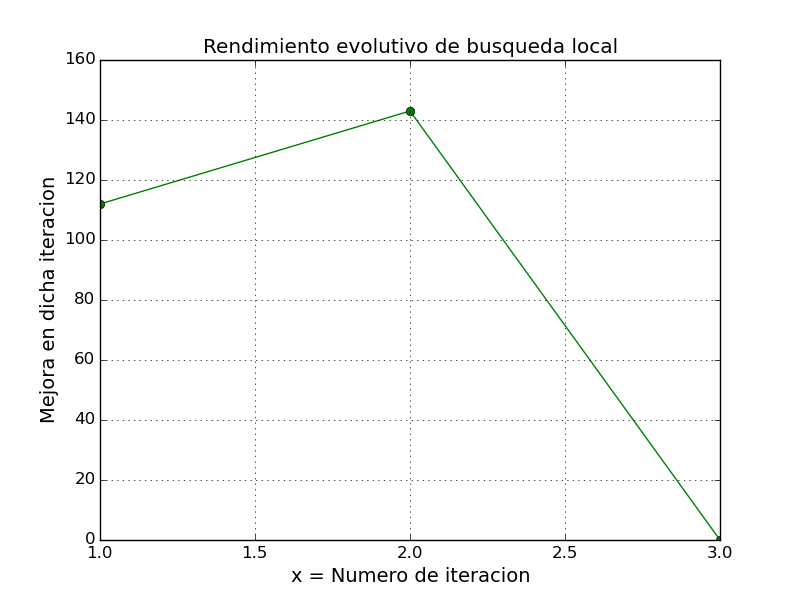 Rendimiento evolutivo de busqueda local
160
140
120
100
80
60
40
20
0
Mejora en dicha iteracion
1.0 1.5 2.0 2.5 3.0
x = Numero de iteracion